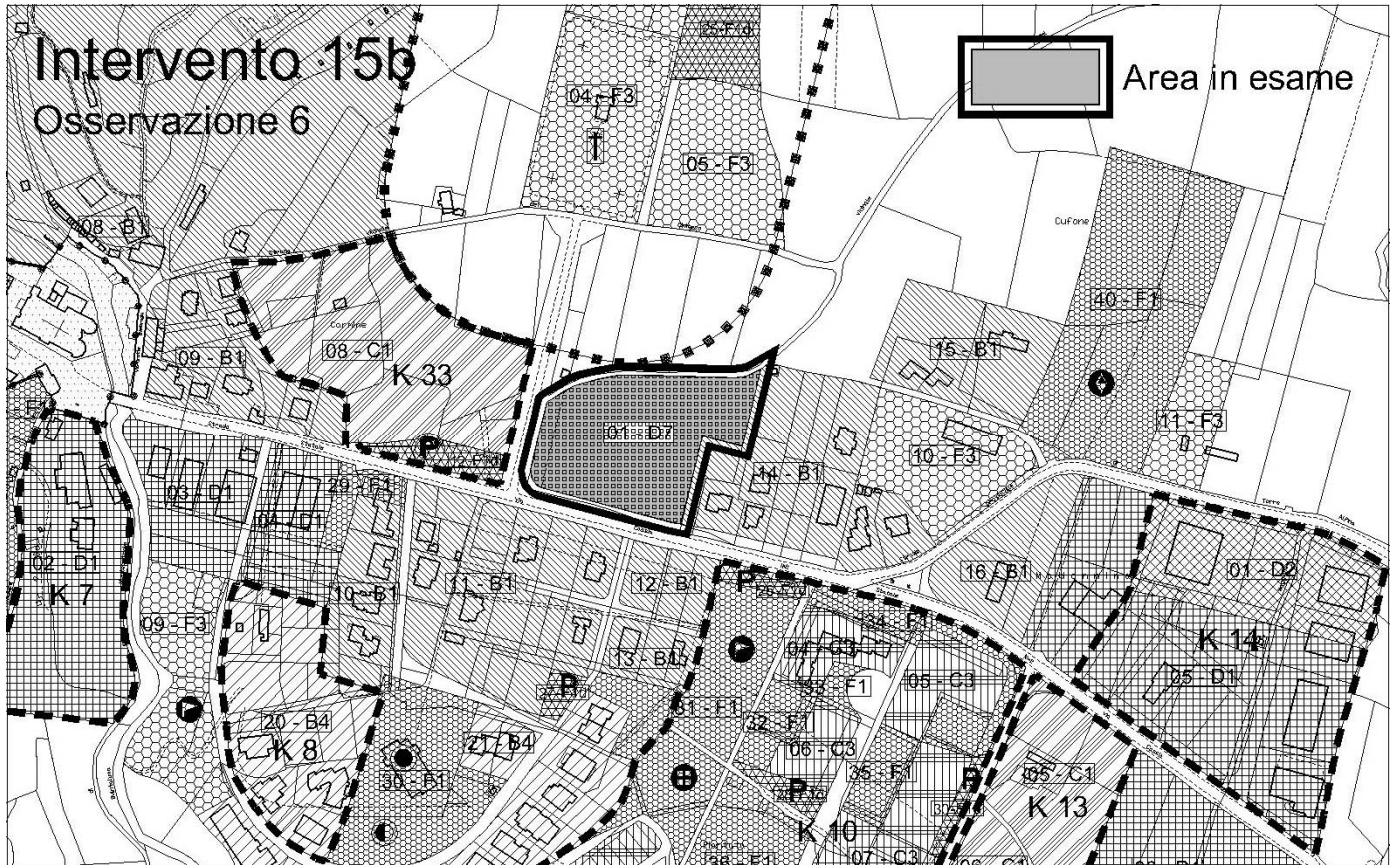 Intervento 15b
Osservazione 6
Area in esame
25-F1d
04 - F3
05 - F3
08 - B1
Cufone
40 - F1
15 - B1
09 - B1
08 - C1
K 33
P
01 - D7
11 - F3
10 - F3
14 - B1
03 - D1
04 - D1
29 - F1
02 - D1
K 7
10 - B1
11 - B1
12 - B1
16 - B1
01 - D2
P
09 - F3
13 - B1
34 - F1
04 - C3
K 14
33 - F1
05 - C3
05 - D1
P
31 - F1
20 - B4
K 8
21 - B4
32 - F1
06 - C3
30 - F1
35 - F1
P
P
05 - C1
K 13
K 10
07 - C3